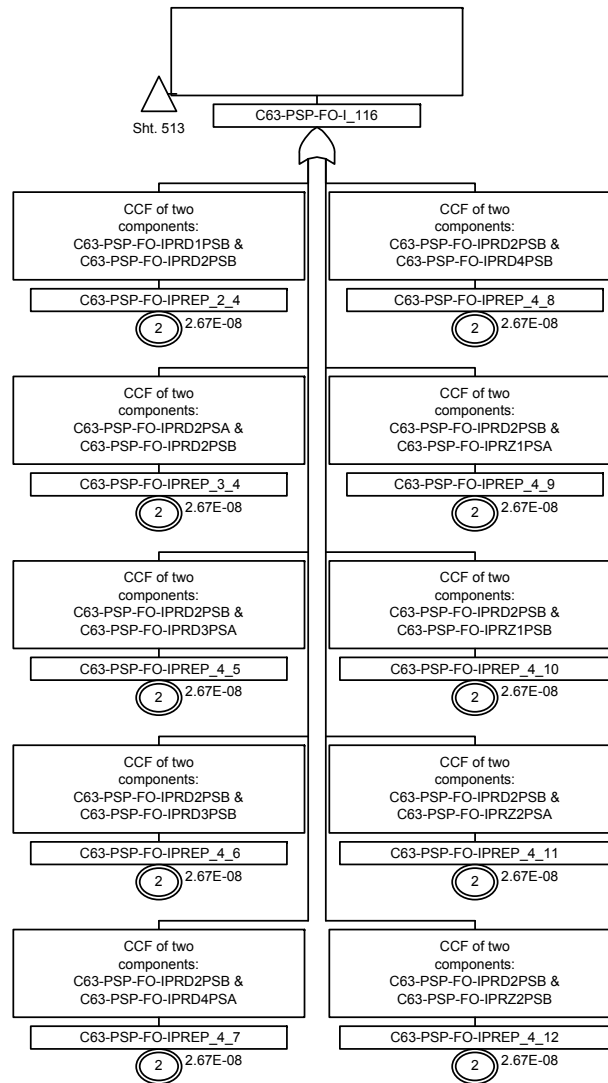 Sht. 513
C63-PSP-FO-I_116
CCF of two
components:
C63-PSP-FO-IPRD1PSB &
C63-PSP-FO-IPRD2PSB
C63-PSP-FO-IPREP_2_4
2
2.67E-08
CCF of two
components:
C63-PSP-FO-IPRD2PSB &
C63-PSP-FO-IPRD4PSB
C63-PSP-FO-IPREP_4_8
2
2.67E-08
CCF of two
components:
C63-PSP-FO-IPRD2PSA &
C63-PSP-FO-IPRD2PSB
C63-PSP-FO-IPREP_3_4
2
2.67E-08
CCF of two
components:
C63-PSP-FO-IPRD2PSB &
C63-PSP-FO-IPRZ1PSA
C63-PSP-FO-IPREP_4_9
2
2.67E-08
CCF of two
components:
C63-PSP-FO-IPRD2PSB &
C63-PSP-FO-IPRD3PSA
C63-PSP-FO-IPREP_4_5
2
2.67E-08
CCF of two
components:
C63-PSP-FO-IPRD2PSB &
C63-PSP-FO-IPRZ1PSB
C63-PSP-FO-IPREP_4_10
2
2.67E-08
CCF of two
components:
C63-PSP-FO-IPRD2PSB &
C63-PSP-FO-IPRD3PSB
C63-PSP-FO-IPREP_4_6
2
2.67E-08
CCF of two
components:
C63-PSP-FO-IPRD2PSB &
C63-PSP-FO-IPRZ2PSA
C63-PSP-FO-IPREP_4_11
2
2.67E-08
CCF of two
components:
C63-PSP-FO-IPRD2PSB &
C63-PSP-FO-IPRD4PSA
C63-PSP-FO-IPREP_4_7
2
2.67E-08
CCF of two
components:
C63-PSP-FO-IPRD2PSB &
C63-PSP-FO-IPRZ2PSB
C63-PSP-FO-IPREP_4_12
2
2.67E-08